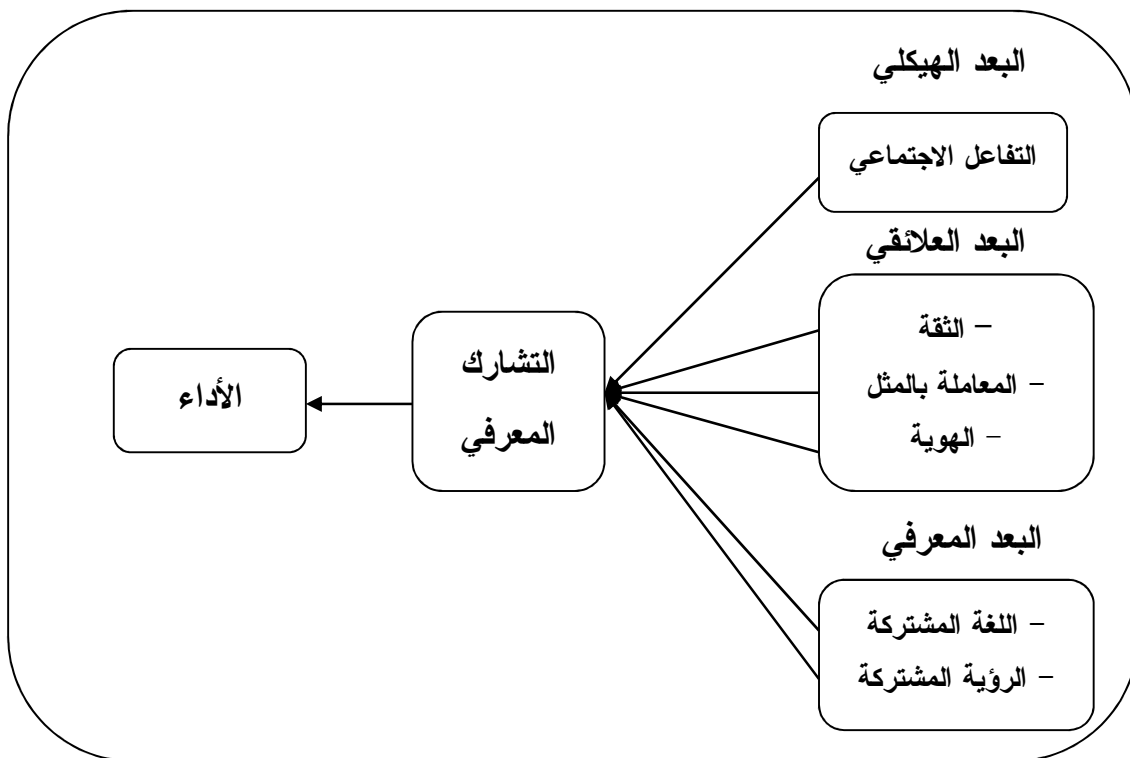 البعد الهيكلي
التفاعل الاجتماعي
البعد العلائقي
– الثقة
– المعاملة بالمثل
– الهوية
البعد المعرفي
– اللغة المشتركة
– الرؤية المشتركة
التشارك
المعرفي
الأداء